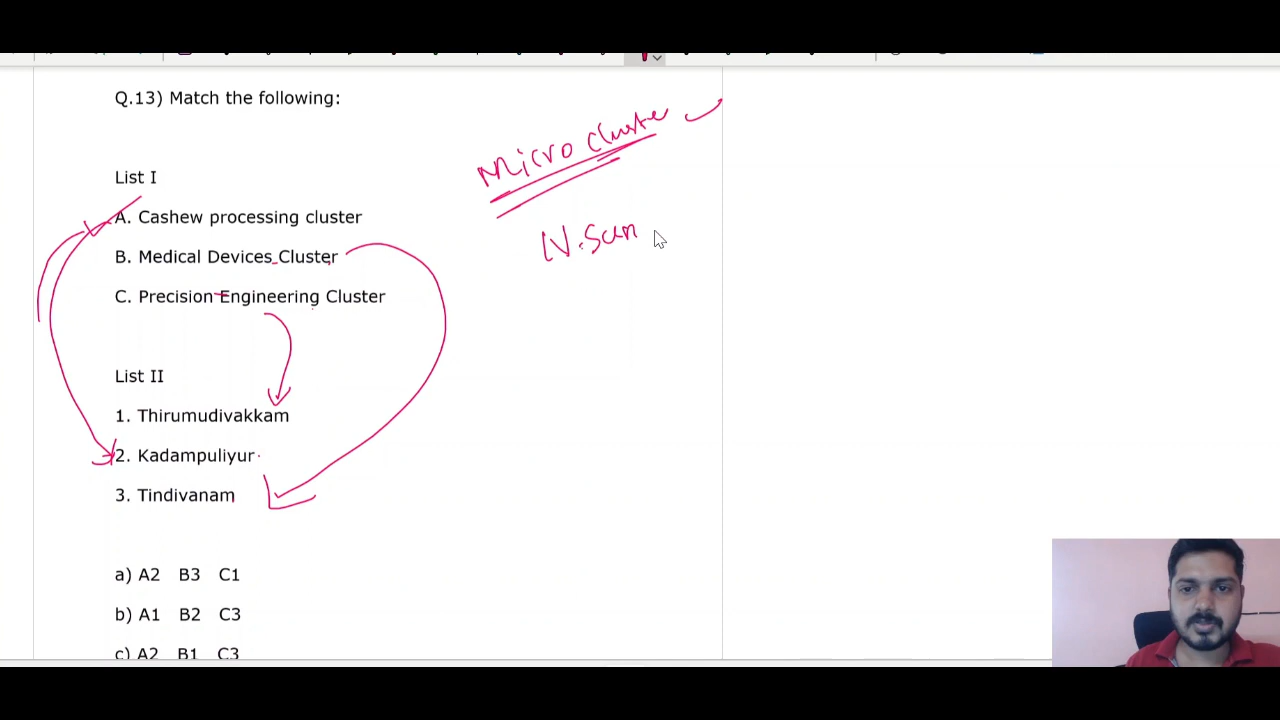 Q.13) Match the following:
Micro Cluster
List I
A. Cashew processing cluster
N.Sun
B. Medical Devices Cluster
C. Precision Engineering Cluster
List II
1. Thirumudivakkam
2. Kadampuliyur
3. Tindivanam
a) A2 B3 C1
b) A1 B2 C3
c) A2 B1 C3